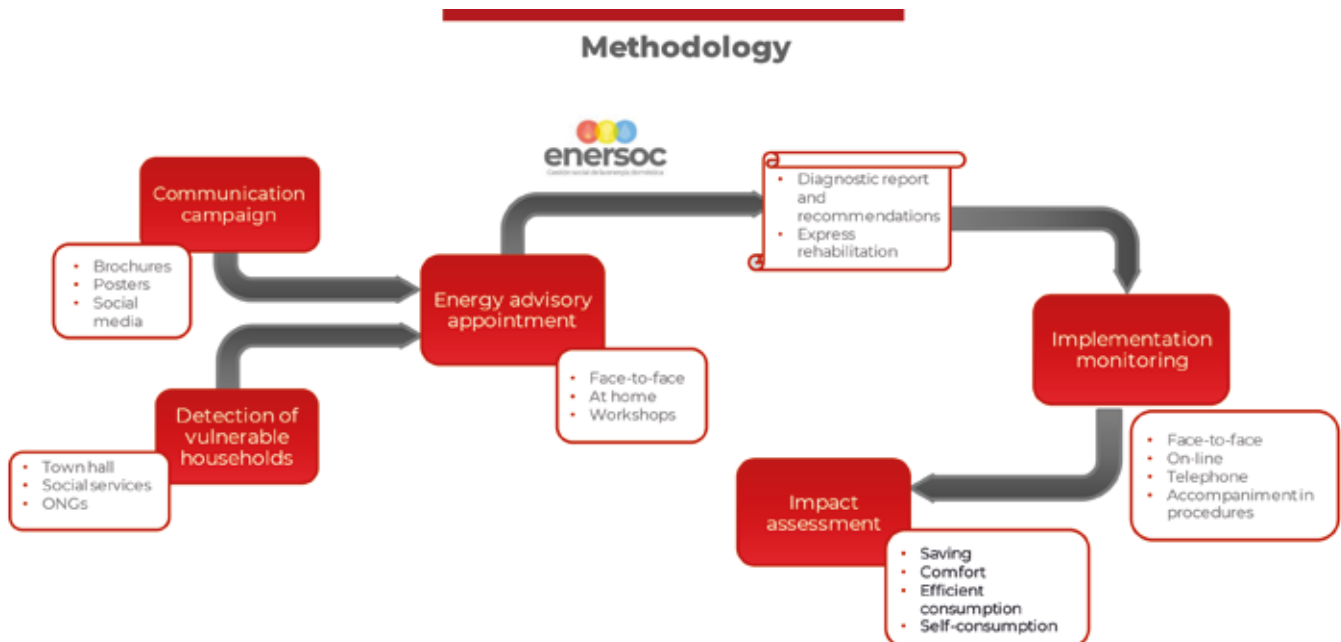 Methodology
enersoc
Gestión social de la energía doméstica
Communication
campaign
• Brochures
• Posters
• Social
media
Detection of
vulnerable
households
• Town hall
• Social services
• ONGs
Energy advisory
appointment
• Face-to-face
• At home
• Workshops
• Diagnostic report
and
recommendations
• Express
rehabilitation
Implementation
monitoring
• Face-to-face
• On-line
• Telephone
• Accompaniment in
procedures
Impact
assessment
• Saving
• Comfort
• Efficient
consumption
• Self-consumption